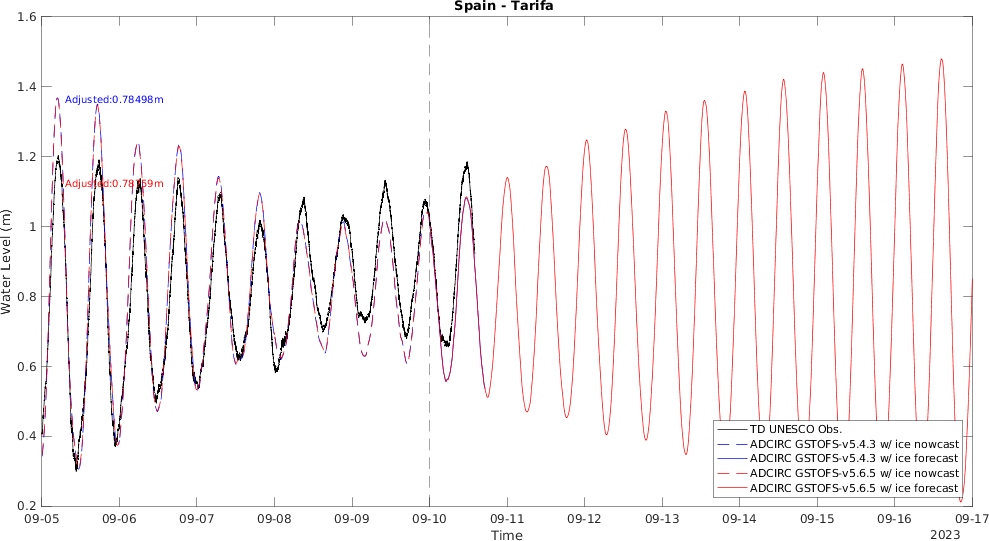 Spain - Tarifa
1.6
1.4
1.2
1
0.8
0.6
0.4
0.2
Water Level (m)
Adjusted:0.78498m
TD UNESCO Obs.
ADCIRC GSTOFS-v5.4.3 w/ ice nowcast
ADCIRC GSTOFS-v5.4.3 w/ ice forecast
ADCIRC GSTOFS-v5.6.5 w/ ice nowcast
ADCIRC GSTOFS-v5.6.5 w/ ice forecast
09-05 09-06 09-07 09-08 09-09 09-10 09-11 09-12 09-13 09-14 09-15 09-16 09-17
Time
2023